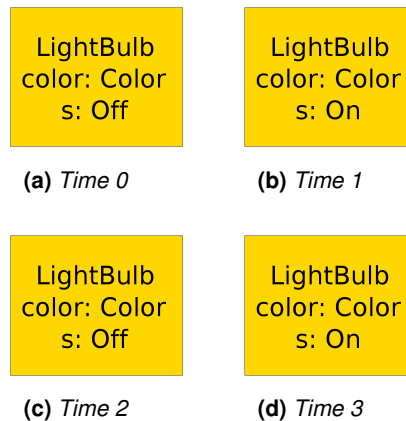 LightBulb
color: Color
s: Off
(a) Time 0
LightBulb
color: Color
s: On
(b) Time 1
LightBulb
color: Color
s: Off
(c) Time 2
LightBulb
color: Color
s: On
(d) Time 3